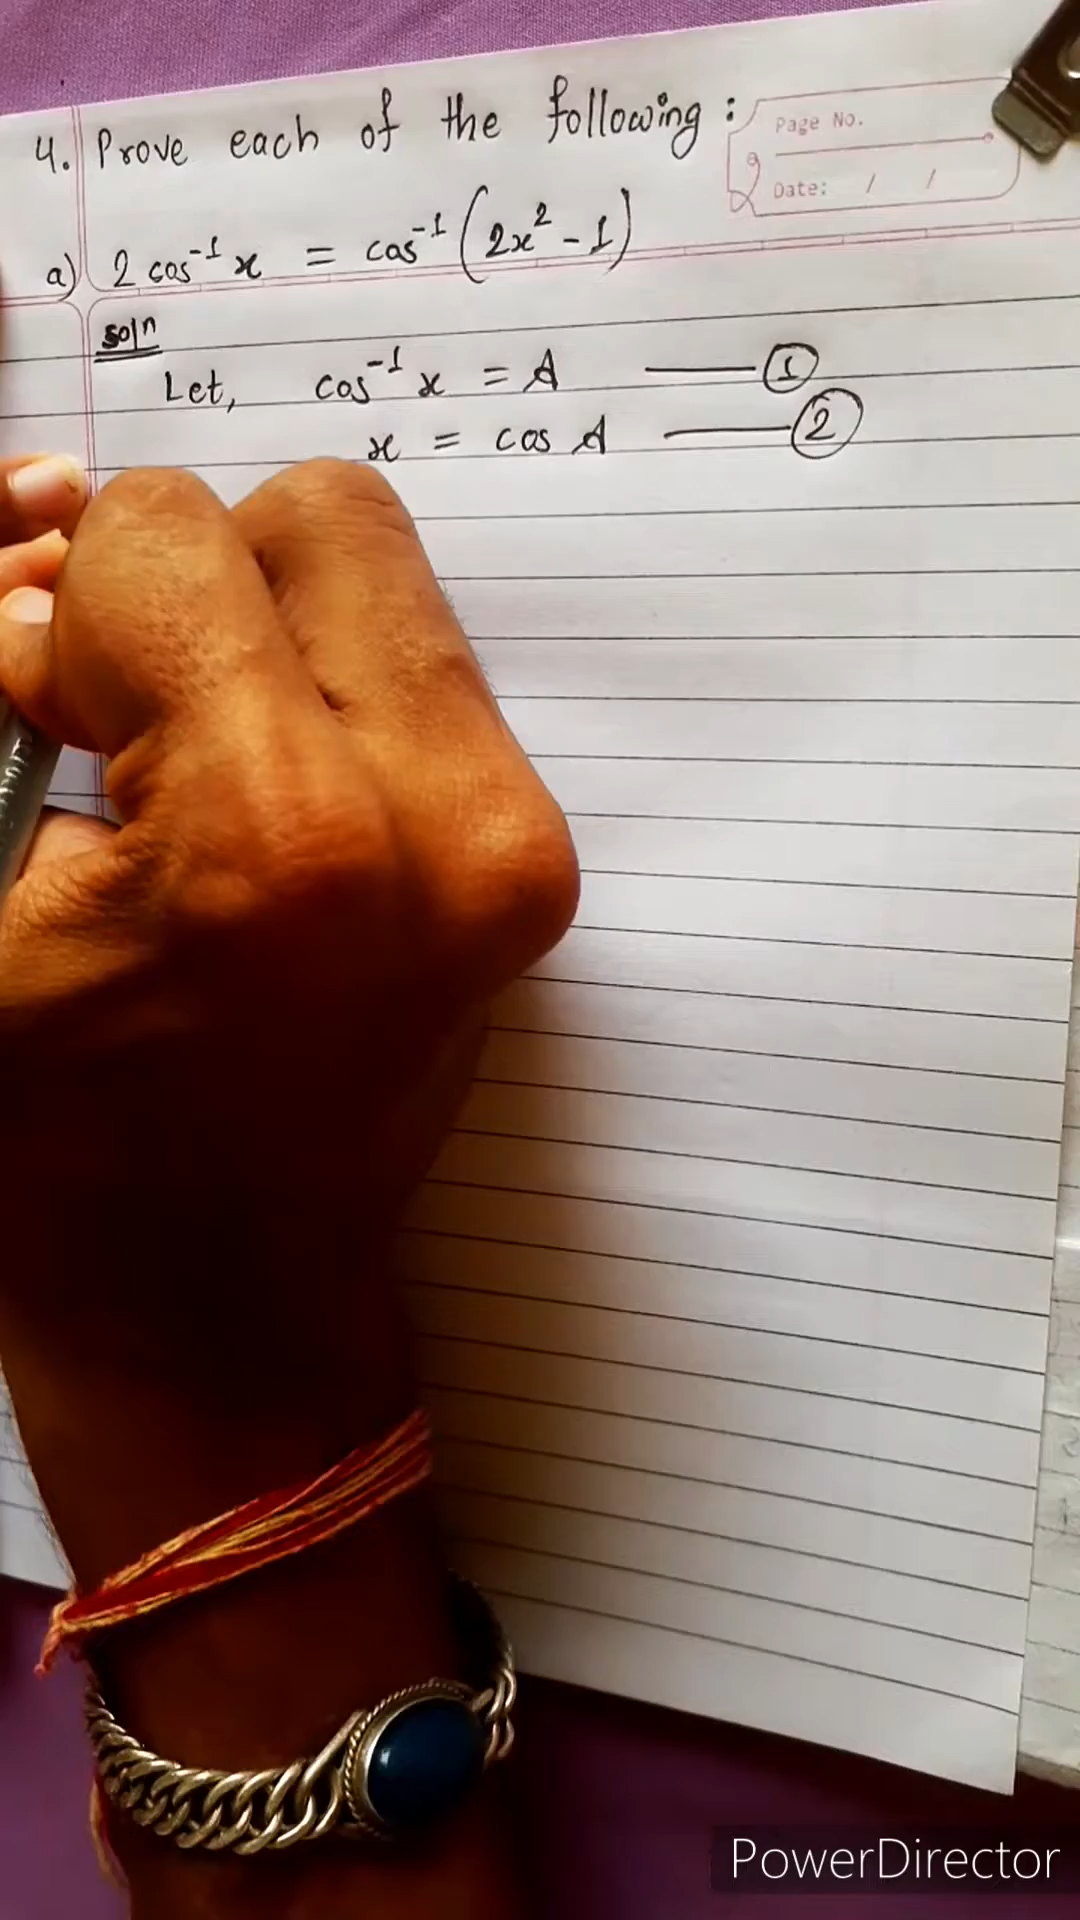 4. Prove each of the following :
Page No.
Date: / /
a) 2 cos⁻¹ x = cos⁻¹ (2x² - 1)
soln
Let, cos⁻¹ x = A —— ①
x = cos A —— ②
PowerDirector